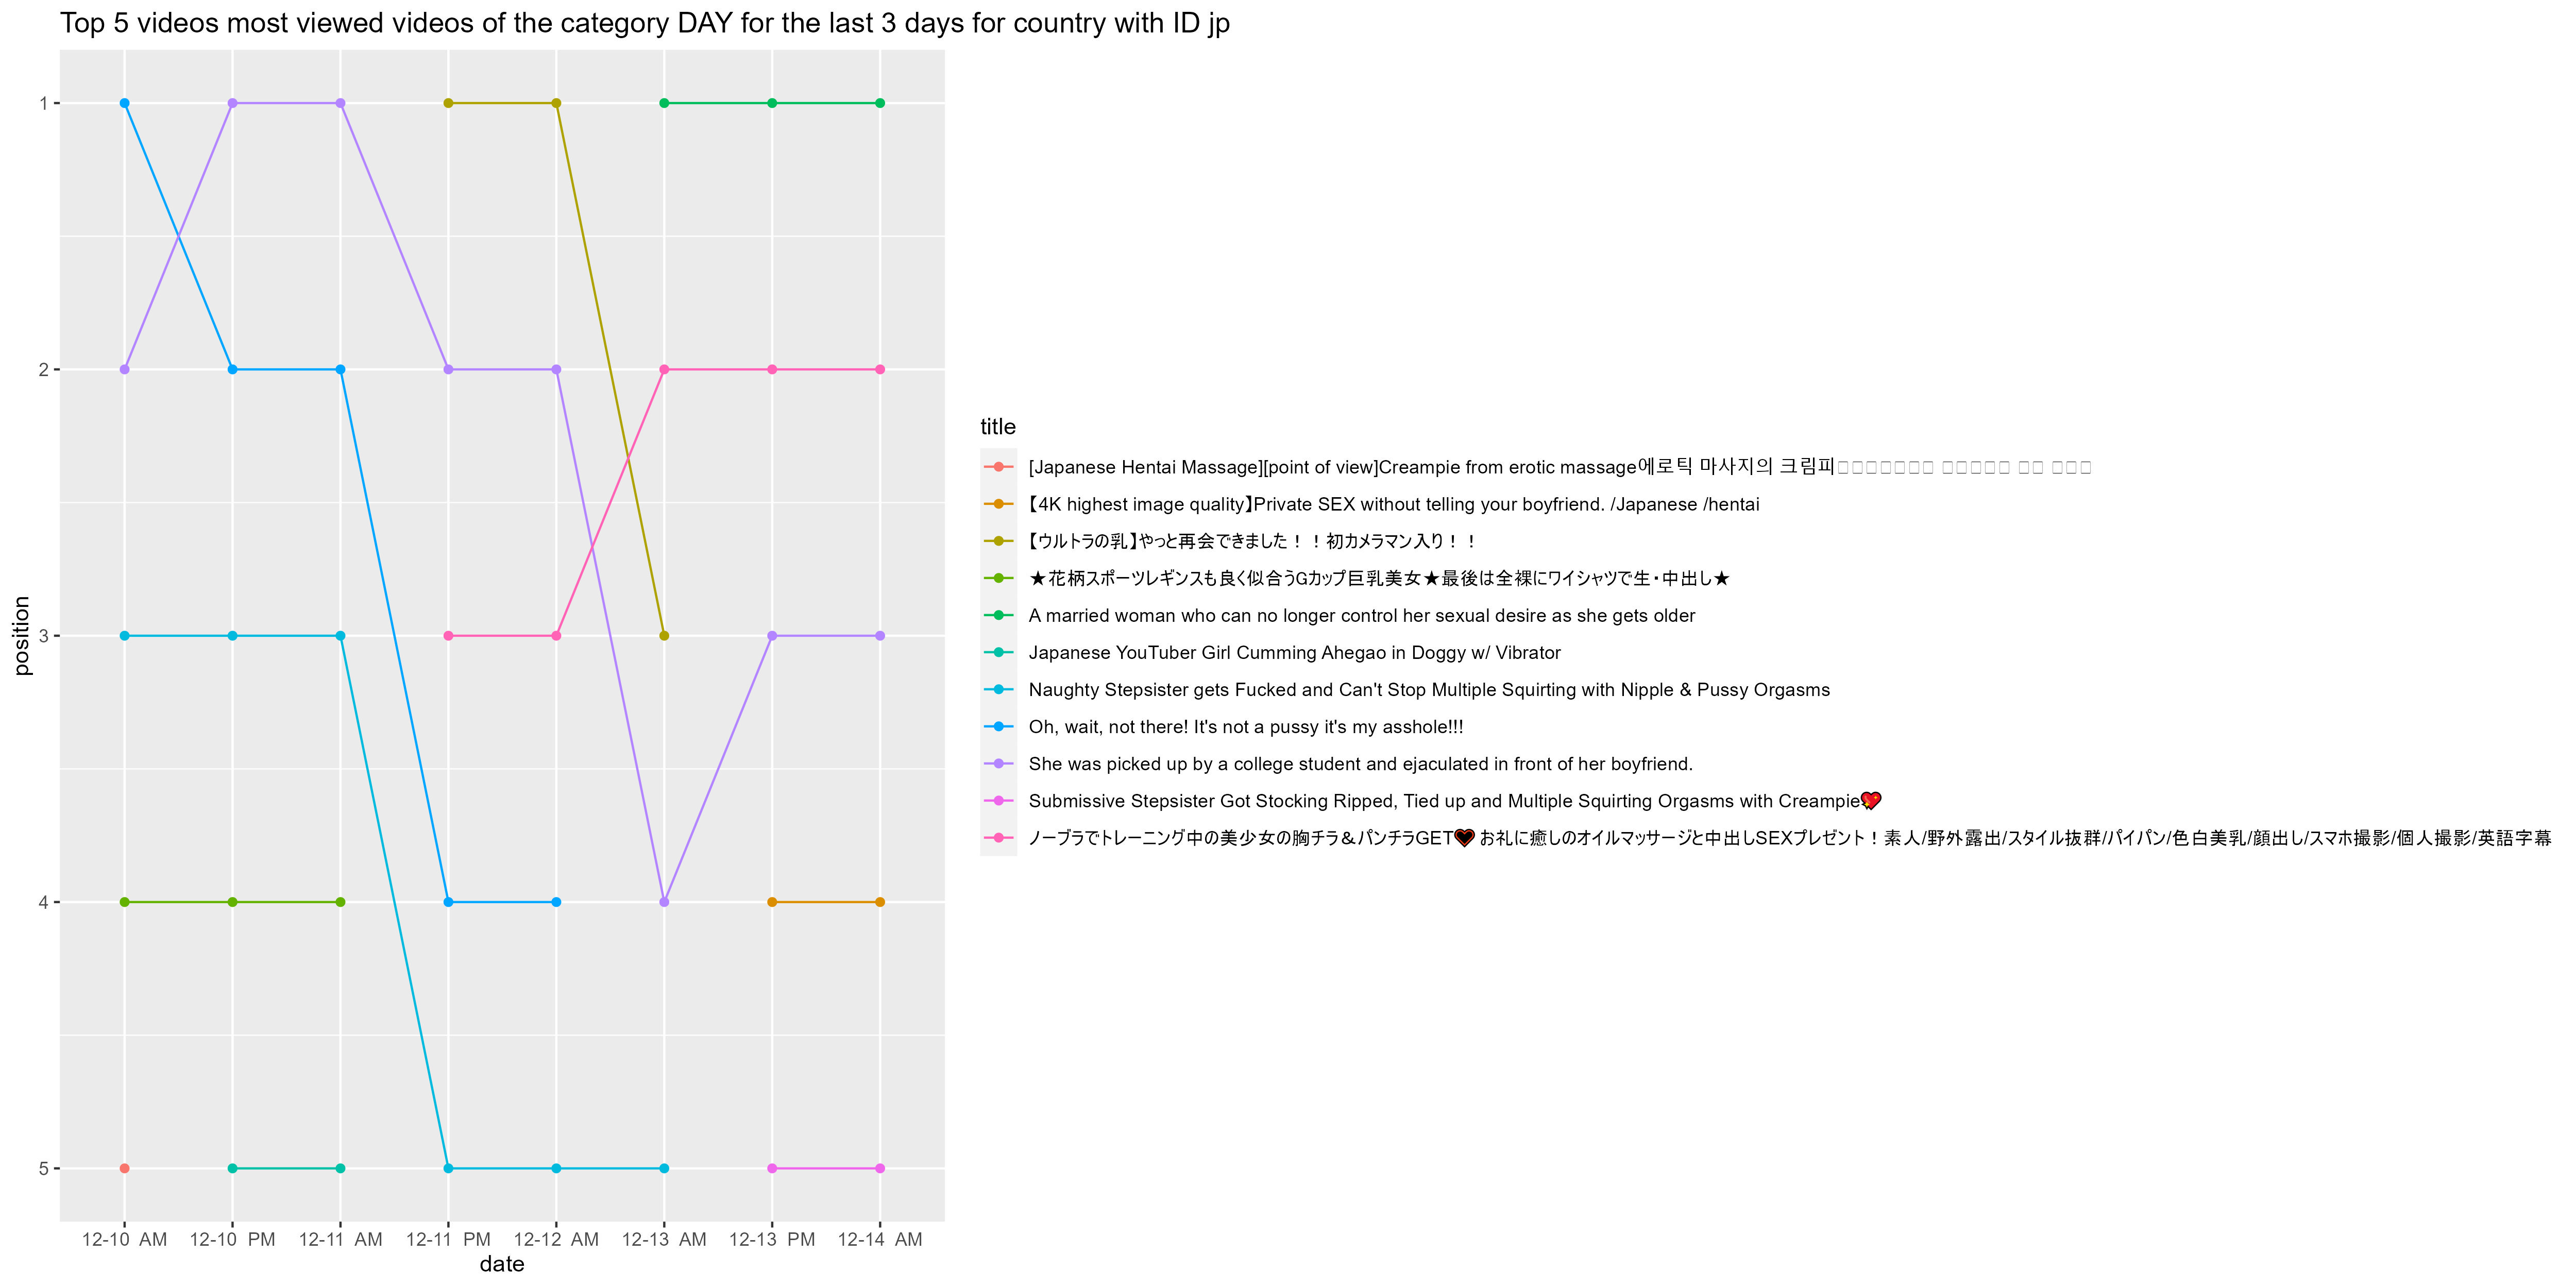 Top 5 videos most viewed videos of the category DAY for the last 3 days for country with ID jp
1
2
3
4
5
position
12-10 AM 12-10 PM 12-11 AM 12-11 PM 12-12 AM 12-13 AM 12-13 PM 12-14 AM
date
title
[Japanese Hentai Massage][point of view]Creampie from erotic massage에로틱 마사지의 크림피
【4K highest image quality】Private SEX without telling your boyfriend. /Japanese /hentai
【ウルトラの乳】やっと再会できました！！初カメラマン入り！！
★花柄スポーツレギンスも良く似合うGカップ巨乳美女★最後は全裸にワイシャツで生・中出し★
A married woman who can no longer control her sexual desire as she gets older
Japanese YouTuber Girl Cumming Ahegao in Doggy w/ Vibrator
Naughty Stepsister gets Fucked and Can't Stop Multiple Squirting with Nipple & Pussy Orgasms
Oh, wait, not there! It's not a pussy it's my asshole!!!
She was picked up by a college student and ejaculated in front of her boyfriend.
Submissive Stepsister Got Stocking Ripped, Tied up and Multiple Squirting Orgasms with Creampie💖
ノーブラでトレーニング中の美少女の胸チラ＆パンチラGET🖤 お礼に癒しのオイルマッサージと中出しSEXプレゼント！素人/野外露出/スタイル抜群/パイパン/色白美乳/顔出し/スマホ撮影/個人撮影/英語字幕